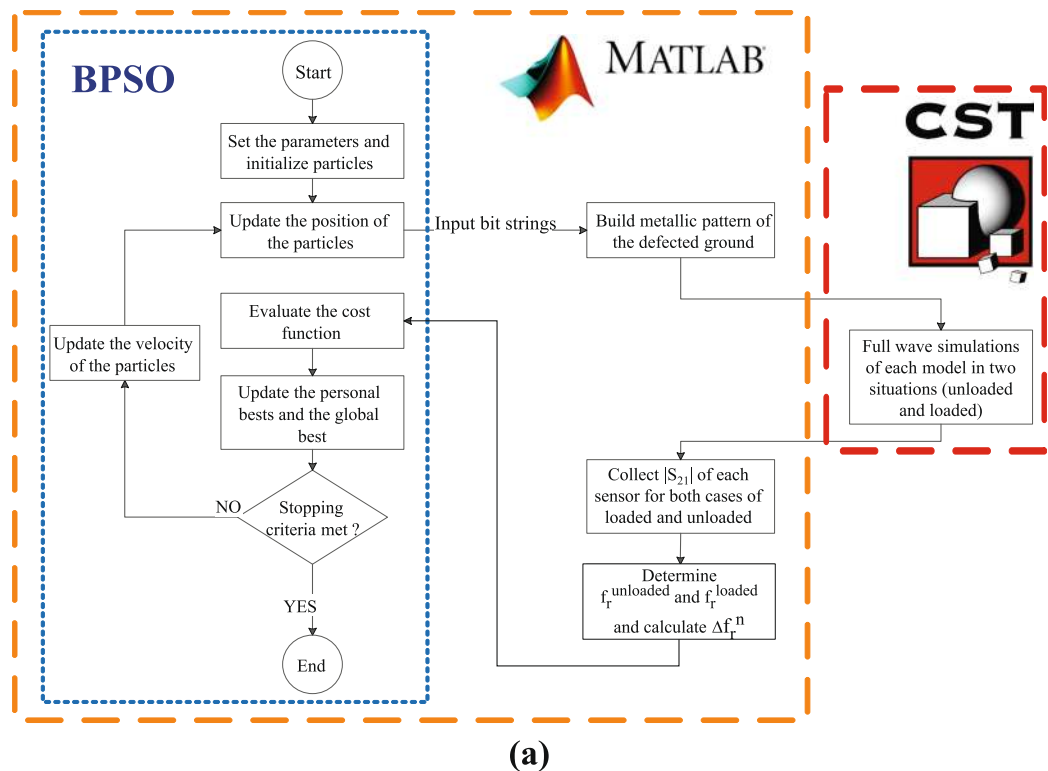 BPSO
Start
MATLAB
CST
Set the parameters and
initialize particles
Update the position of
the particles
Input bit strings
Build metallic pattern of
the defected ground
Evaluate the cost
function
Update the velocity
of the particles
Full wave simulations
of each model in two
situations (unloaded
and loaded)
Update the personal
bests and the global
best
Collect |S21| of each
sensor for both cases of
loaded and unloaded
NO
Stopping
criteria met ?
Determine
fr^unloaded and fr^loaded
and calculate Δfr^n
YES
End
(a)